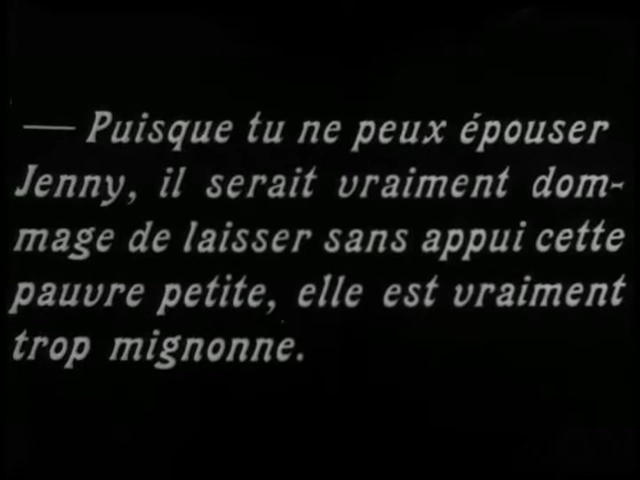 — Puisque tu ne peux épouser
Jenny, il serait vraiment dom-
mage de laisser sans appui cette
pauvre petite, elle est vraiment
trop mignonne.